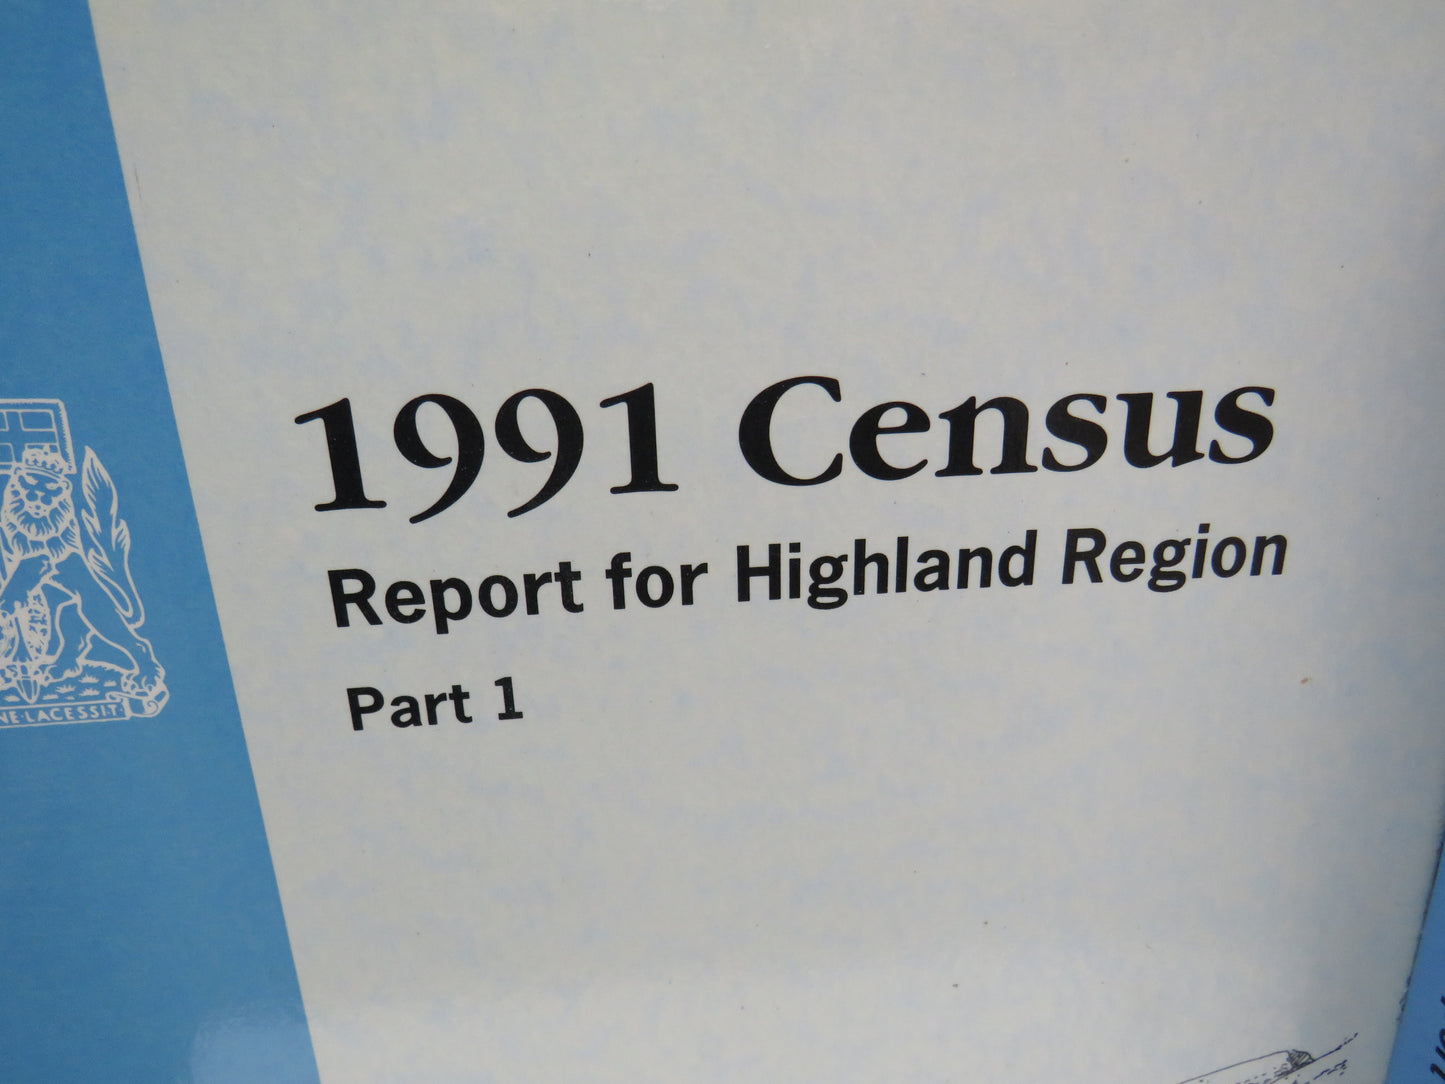 1991 Census
Report for Highland Region
Part 1
NE·LACESSIT